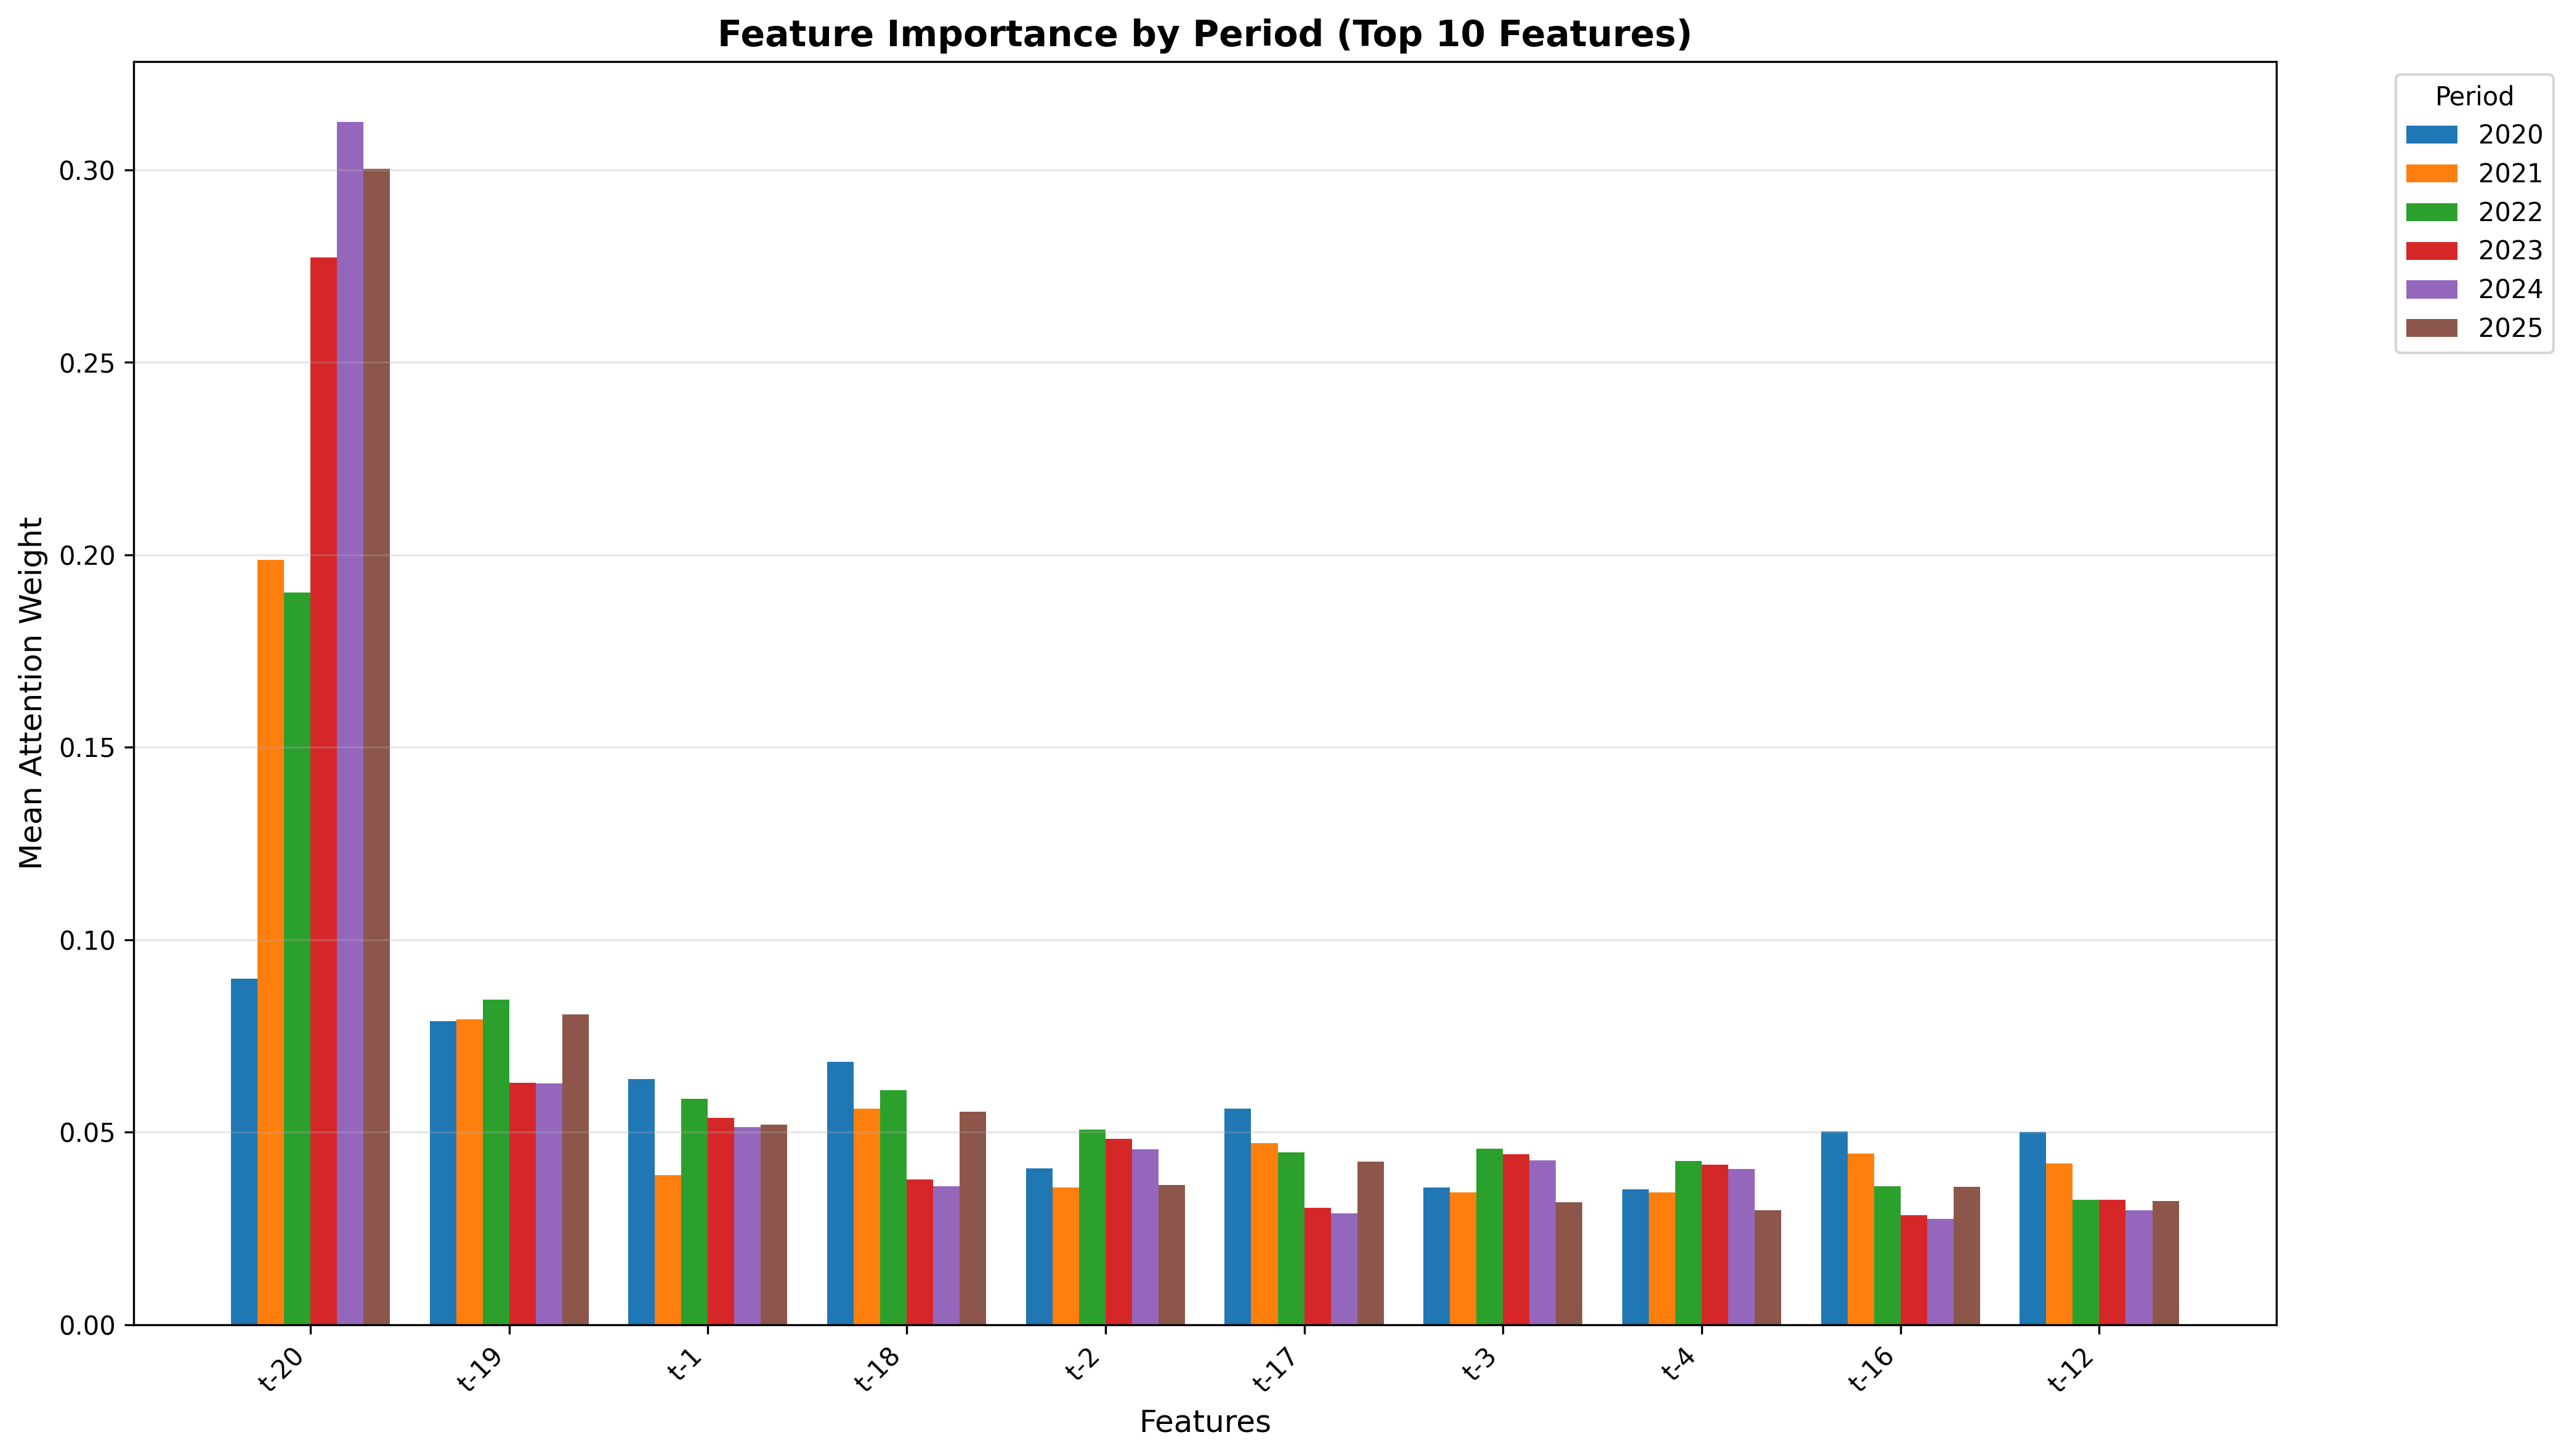 Feature Importance by Period (Top 10 Features)
Period
2020
2021
2022
2023
2024
2025
Mean Attention Weight
0.30
0.25
0.20
0.15
0.10
0.05
0.00
t-20
t-19
t-1
t-18
t-2
t-17
t-3
t-4
t-16
t-12
Features